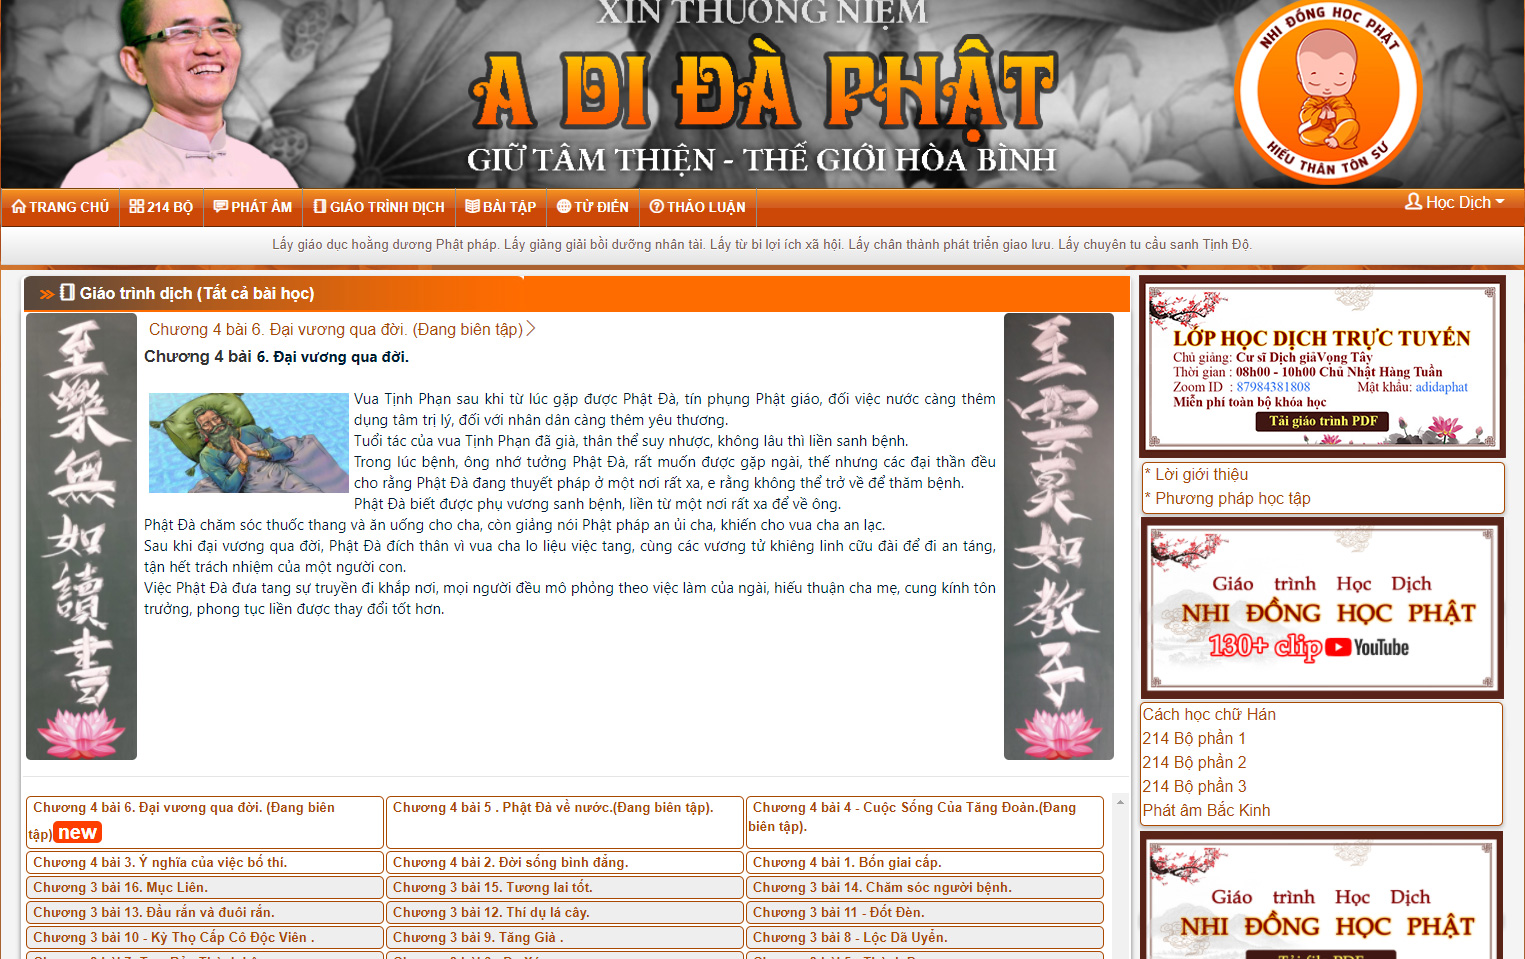 XIN THƯỜNG NIỆM
A DI ĐÀ PHẬT
GIỮ TÂM THIỆN - THẾ GIỚI HÒA BÌNH
NHI ĐỒNG HỌC PHẬT
HIẾU THÂN TÔN SƯ
TRANG CHỦ
214 BỘ
PHÁT ÂM
GIÁO TRÌNH DỊCH
BÀI TẬP
TỪ ĐIỂN
THẢO LUẬN
Học Dịch
Lấy giáo dục hoằng dương Phật pháp. Lấy giảng giải bồi dưỡng nhân tài. Lấy từ bi lợi ích xã hội. Lấy chân thành phát triển giao lưu. Lấy chuyên tu cầu sanh Tịnh Độ.
Giáo trình dịch (Tất cả bài học)
至樂無如讀書
Chương 4 bài 6. Đại vương qua đời. (Đang biên tập)
Chương 4 bài 6. Đại vương qua đời.
Vua Tịnh Phạn sau khi từ lúc gặp được Phật Đà, tín phụng Phật giáo, đối việc nước càng thêm
dụng tâm trị lý, đối với nhân dân càng thêm yêu thương.
Tuổi tác của vua Tịnh Phạn đã già, thân thể suy nhược, không lâu thì liền sanh bệnh.
Trong lúc bệnh, ông nhớ tưởng Phật Đà, rất muốn được gặp ngài, thế nhưng các đại thần đều
cho rằng Phật Đà đang thuyết pháp ở một nơi rất xa, e rằng không thể trở về để thăm bệnh.
Phật Đà biết được phụ vương sanh bệnh, liền từ một nơi rất xa để về ông.
Phật Đà chăm sóc thuốc thang và ăn uống cho cha, còn giảng nói Phật pháp an ủi cha, khiến cho vua cha an lạc.
Sau khi đại vương qua đời, Phật Đà đích thân vì vua cha lo liệu việc tang, cùng các vương tử khiêng linh cữu đài để đi an táng,
tận hết trách nhiệm của một người con.
Việc Phật Đà đưa tang sự truyền đi khắp nơi, mọi người đều mô phỏng theo việc làm của ngài, hiếu thuận cha mẹ, cung kính tôn
trưởng, phong tục liền được thay đổi tốt hơn.
至要莫如教子
LỚP HỌC DỊCH TRỰC TUYẾN
Chủ giảng: Cư sĩ Dịch giảVọng Tây
Thời gian : 08h00 - 10h00 Chủ Nhật Hàng Tuần
Zoom ID : 87984381808 Mật khẩu: adidaphat
Miễn phí toàn bộ khóa học
Tải giáo trình PDF
* Lời giới thiệu
* Phương pháp học tập
Giáo trình Học Dịch
NHI ĐỒNG HỌC PHẬT
130+ clip YouTube
Cách học chữ Hán
214 Bộ phần 1
214 Bộ phần 2
214 Bộ phần 3
Phát âm Bắc Kinh
Giáo trình Học Dịch
NHI ĐỒNG HỌC PHẬT
Tải file PDF
Chương 4 bài 6. Đại vương qua đời. (Đang biên
tập) new
Chương 4 bài 5 . Phật Đà về nước.(Đang biên tập).
Chương 4 bài 4 - Cuộc Sống Của Tăng Đoàn.(Đang
biên tập).
Chương 4 bài 3. Ý nghĩa của việc bố thí.
Chương 4 bài 2. Đời sống bình đẳng.
Chương 4 bài 1. Bốn giai cấp.
Chương 3 bài 16. Mục Liên.
Chương 3 bài 15. Tương lai tốt.
Chương 3 bài 14. Chăm sóc người bệnh.
Chương 3 bài 13. Đầu rắn và đuôi rắn.
Chương 3 bài 12. Thí dụ lá cây.
Chương 3 bài 11 - Đốt Đèn.
Chương 3 bài 10 - Kỳ Thọ Cấp Cô Độc Viên .
Chương 3 bài 9. Tăng Già .
Chương 3 bài 8 - Lộc Dã Uyển.